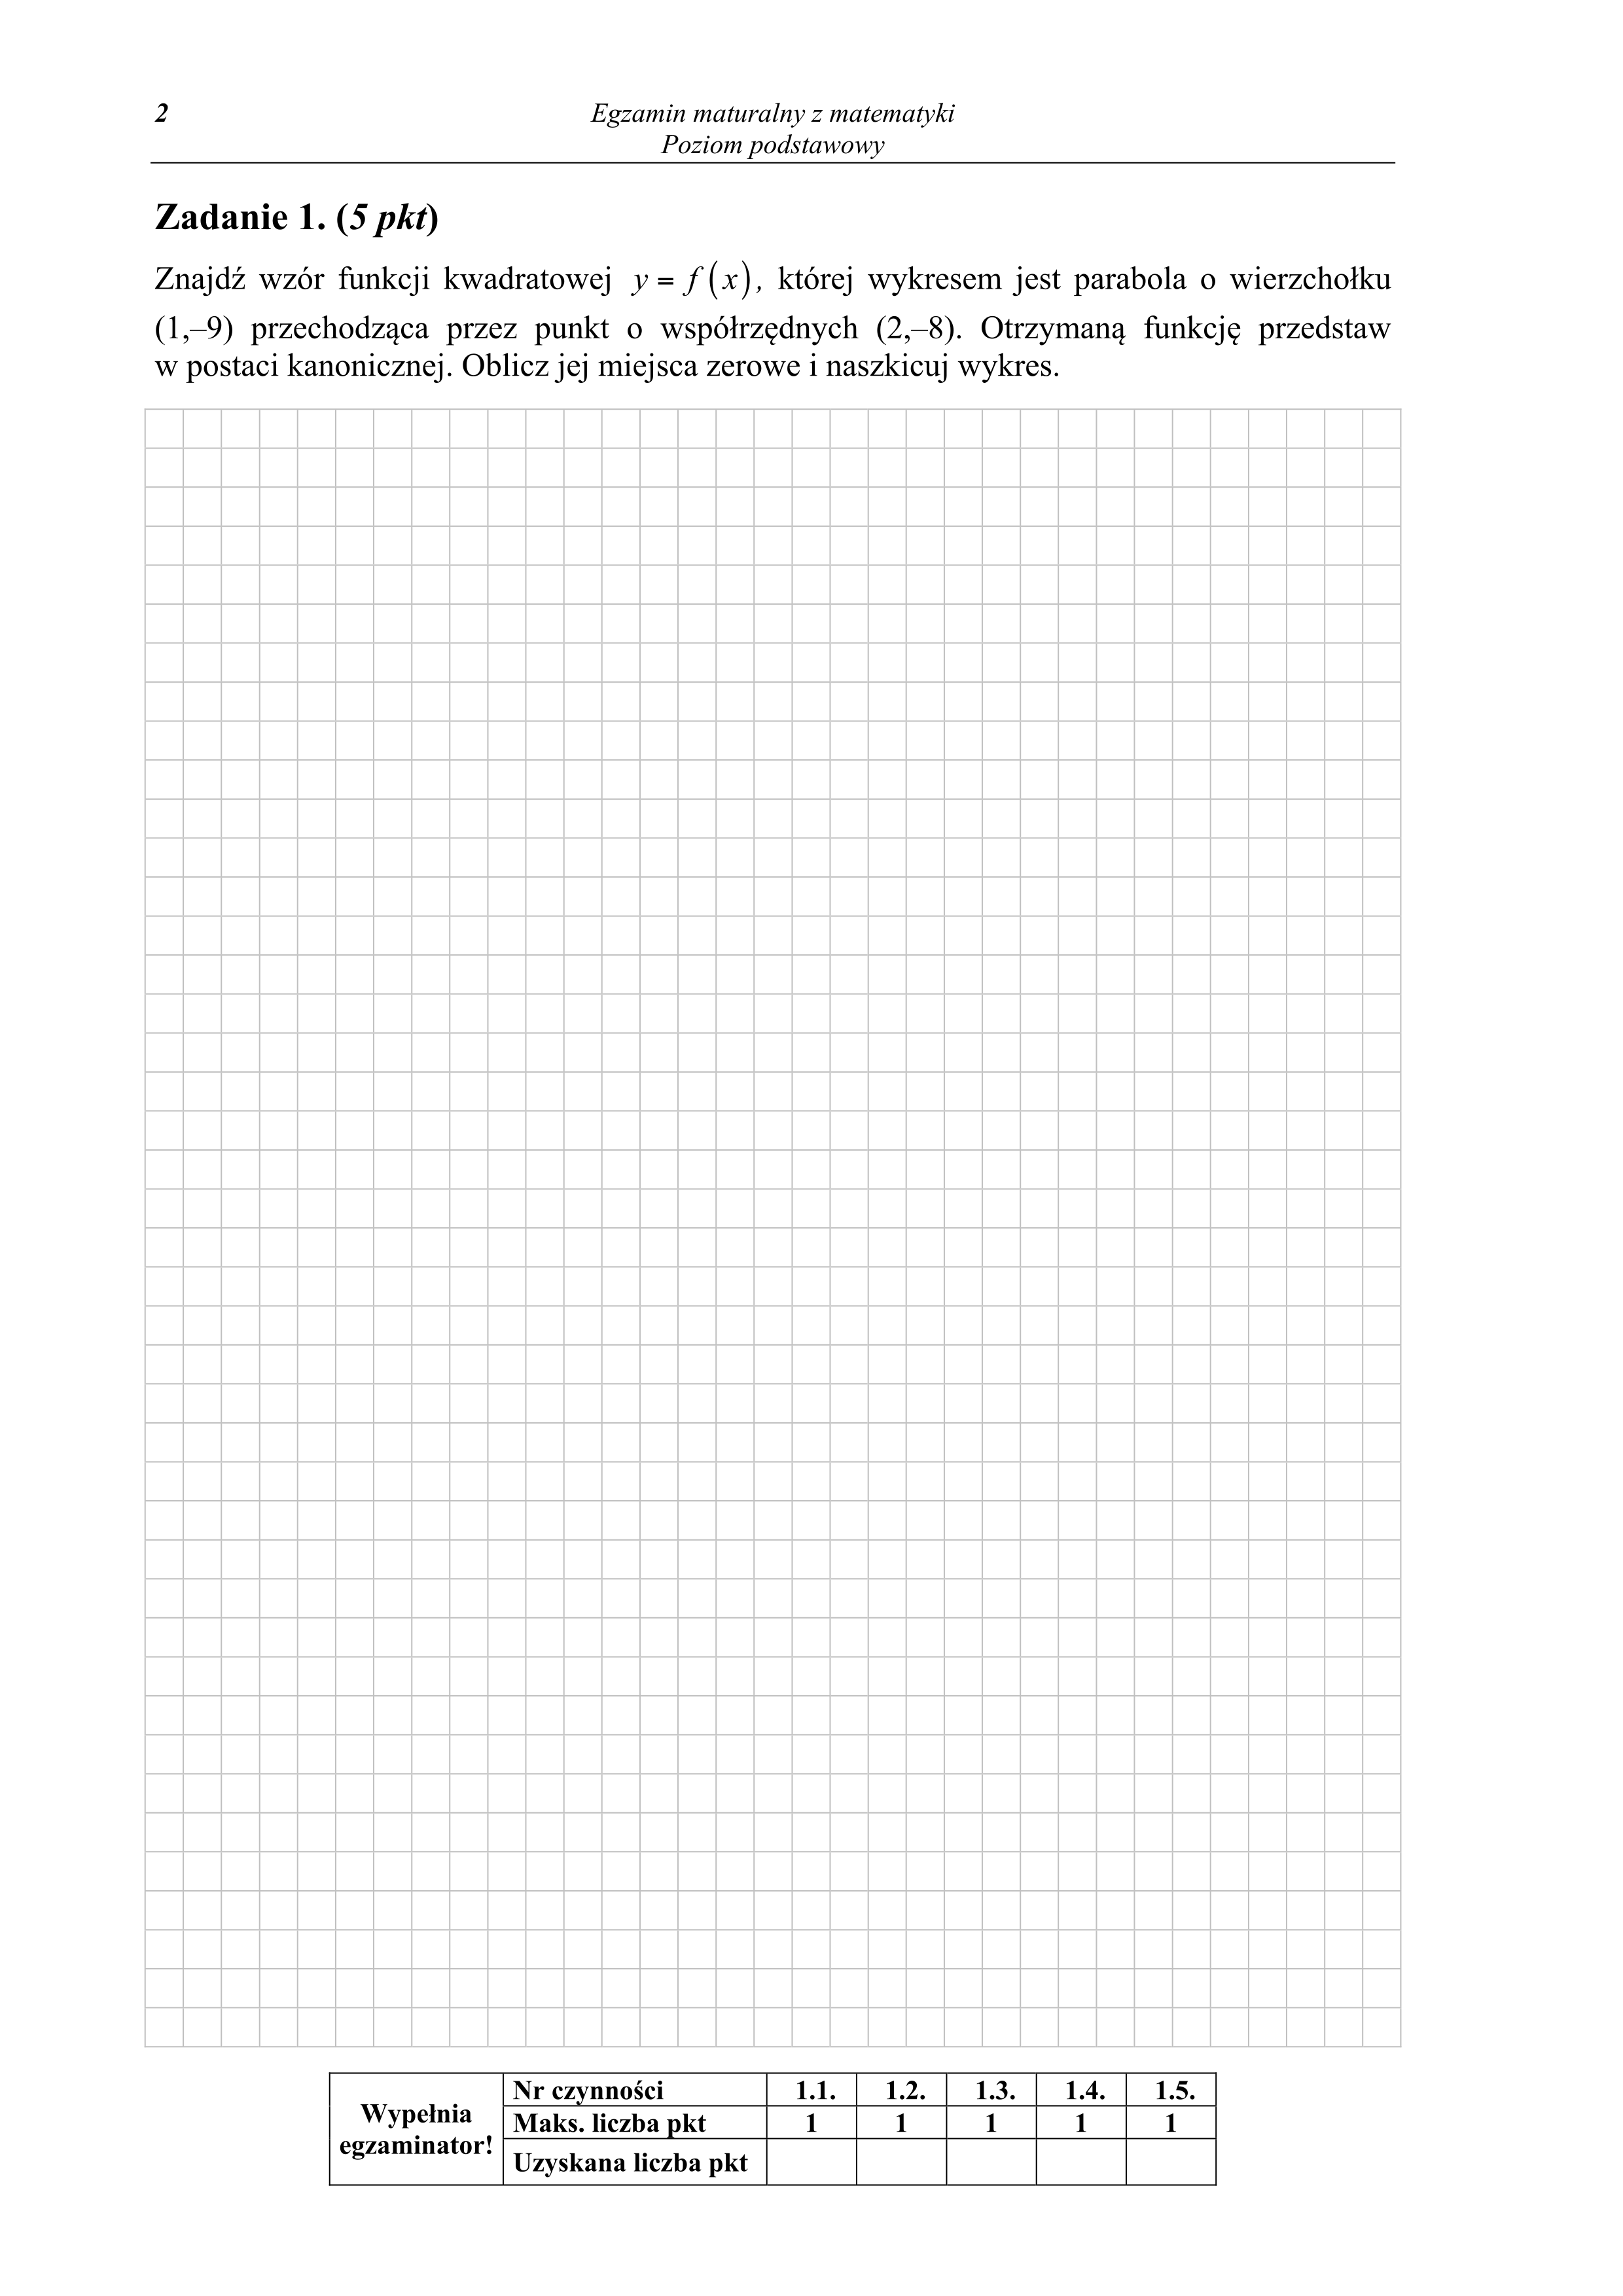 2
Egzamin maturalny z matematyki
Poziom podstawowy
Zadanie 1. (5 pkt)
Znajdź wzór funkcji kwadratowej y = f(x), której wykresem jest parabola o wierzchołku
(1,–9) przechodząca przez punkt o współrzędnych (2,–8). Otrzymaną funkcję przedstaw
w postaci kanonicznej. Oblicz jej miejsca zerowe i naszkicuj wykres.
Wypełnia egzaminator!
Nr czynności 1.1. 1.2. 1.3. 1.4. 1.5.
Maks. liczba pkt 1 1 1 1 1
Uzyskana liczba pkt